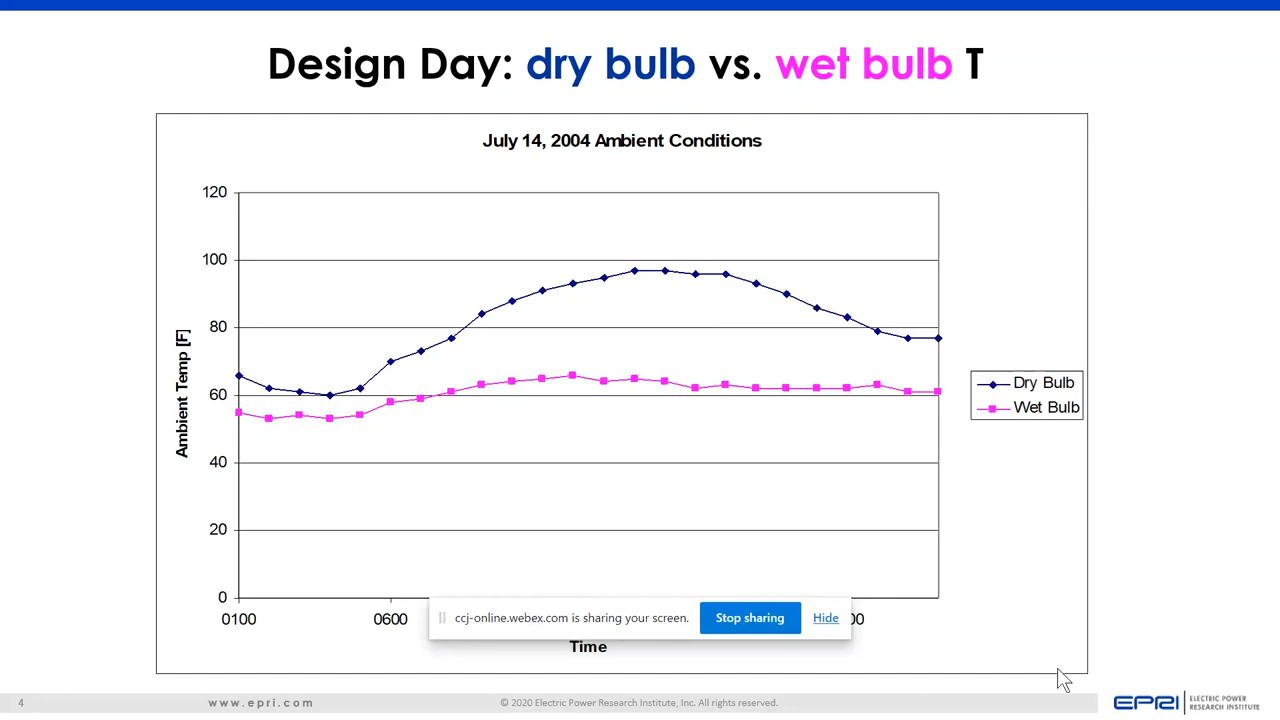 Design Day: dry bulb vs. wet bulb T
July 14, 2004 Ambient Conditions
120
100
80
60
40
20
0
Ambient Temp [F]
Dry Bulb
Wet Bulb
0100
0600
00
ccj-online.webex.com is sharing your screen.
Stop sharing
Hide
Time
4
www.epri.com
© 2020 Electric Power Research Institute, Inc. All rights reserved.
EPRI
ELECTRIC POWER
RESEARCH INSTITUTE